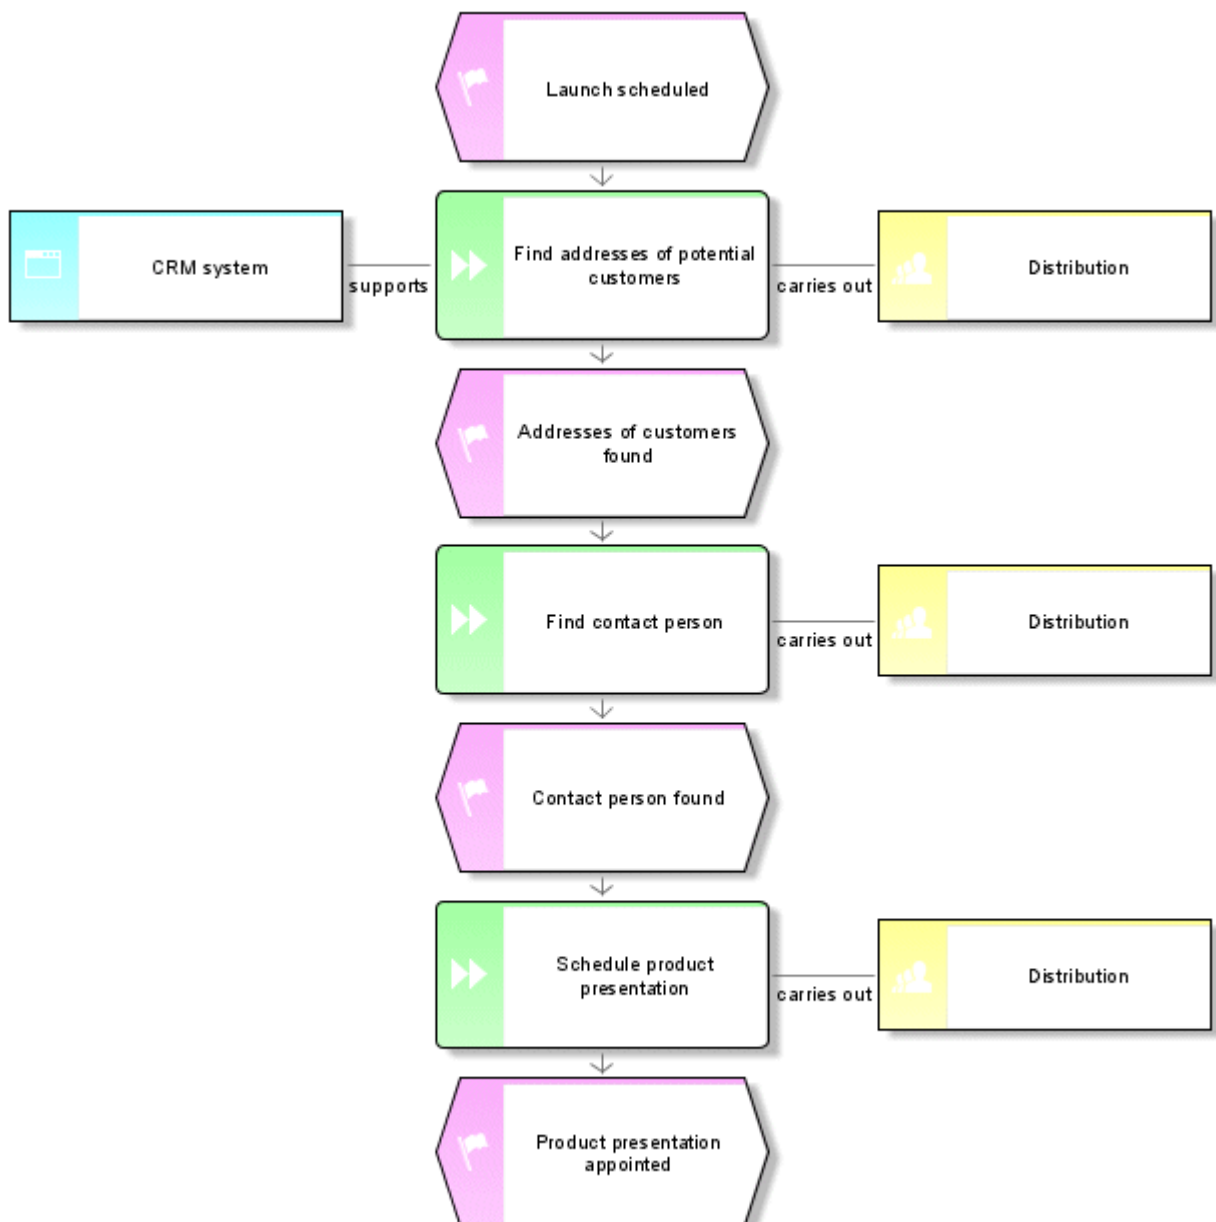 Launch scheduled
CRM system
supports
Find addresses of potential
customers
carries out
Distribution
Addresses of customers
found
Find contact person
carries out
Distribution
Contact person found
Schedule product
presentation
carries out
Distribution
Product presentation
appointed